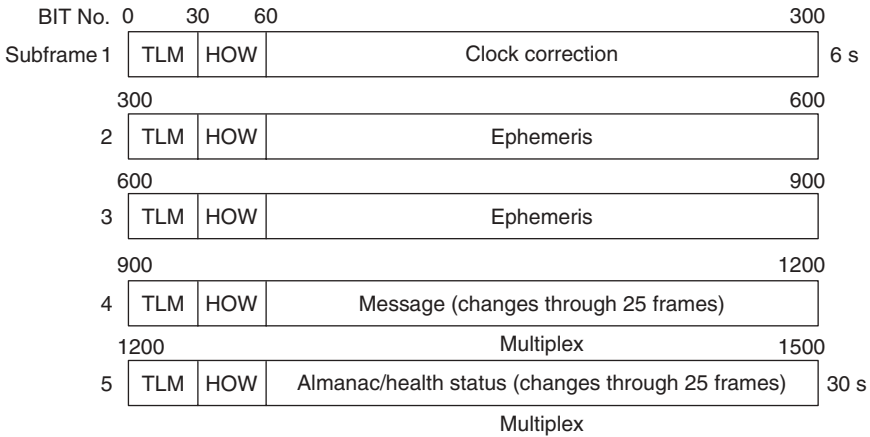 BIT No. 0 30 60 300
Subframe 1 TLM HOW Clock correction 6 s
300 600
2 TLM HOW Ephemeris
600 900
3 TLM HOW Ephemeris
900 1200
4 TLM HOW Message (changes through 25 frames)
1200 Multiplex 1500
5 TLM HOW Almanac/health status (changes through 25 frames) 30 s
Multiplex